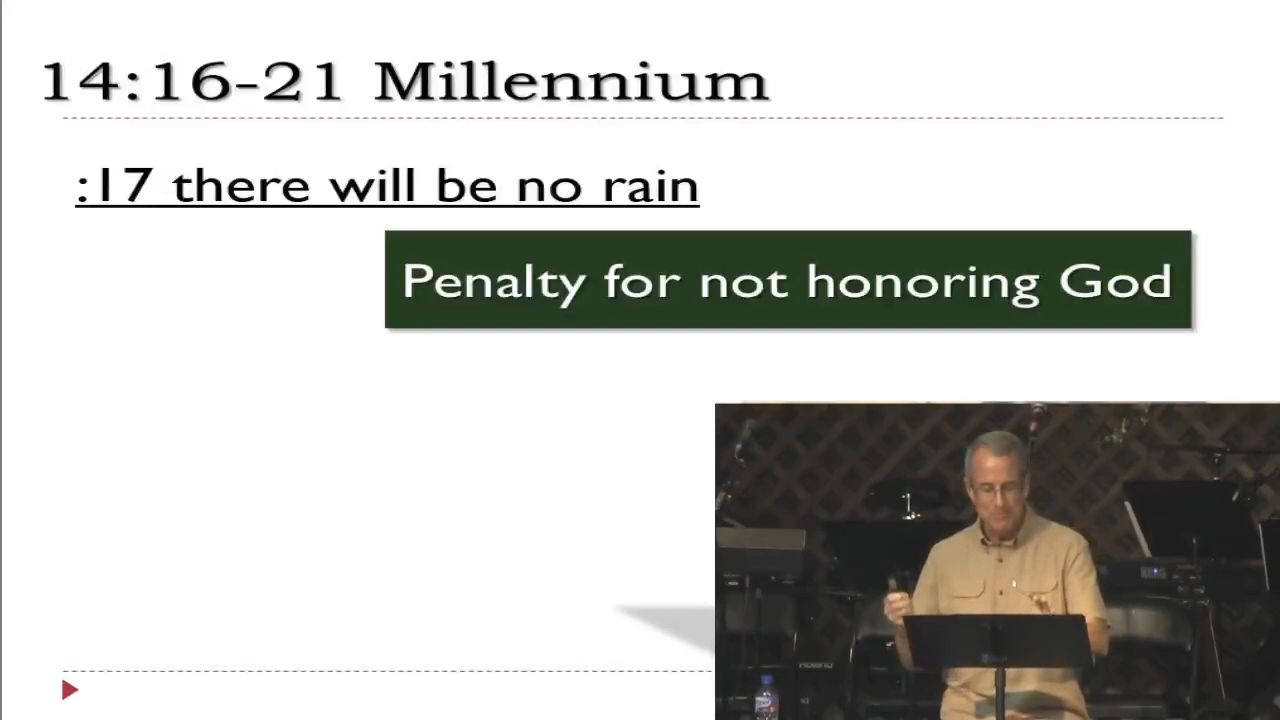 14:16-21 Millennium
:17 there will be no rain
Penalty for not honoring God